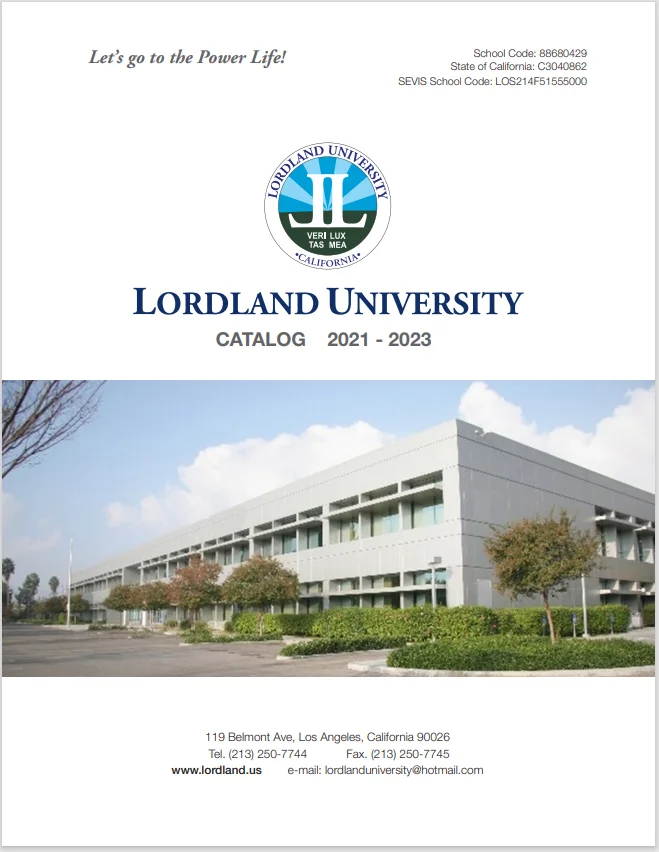 Let's go to the Power Life!
School Code: 88680429
State of California: C3040862
SEVIS School Code: LOS214F51555000
LORDLAND UNIVERSITY
JL
VERI LUX
TAS MEA
•CALIFORNIA•
LORDLAND UNIVERSITY
CATALOG 2021 - 2023
119 Belmont Ave, Los Angeles, California 90026
Tel. (213) 250-7744 Fax. (213) 250-7745
www.lordland.us e-mail: lordlanduniversity@hotmail.com